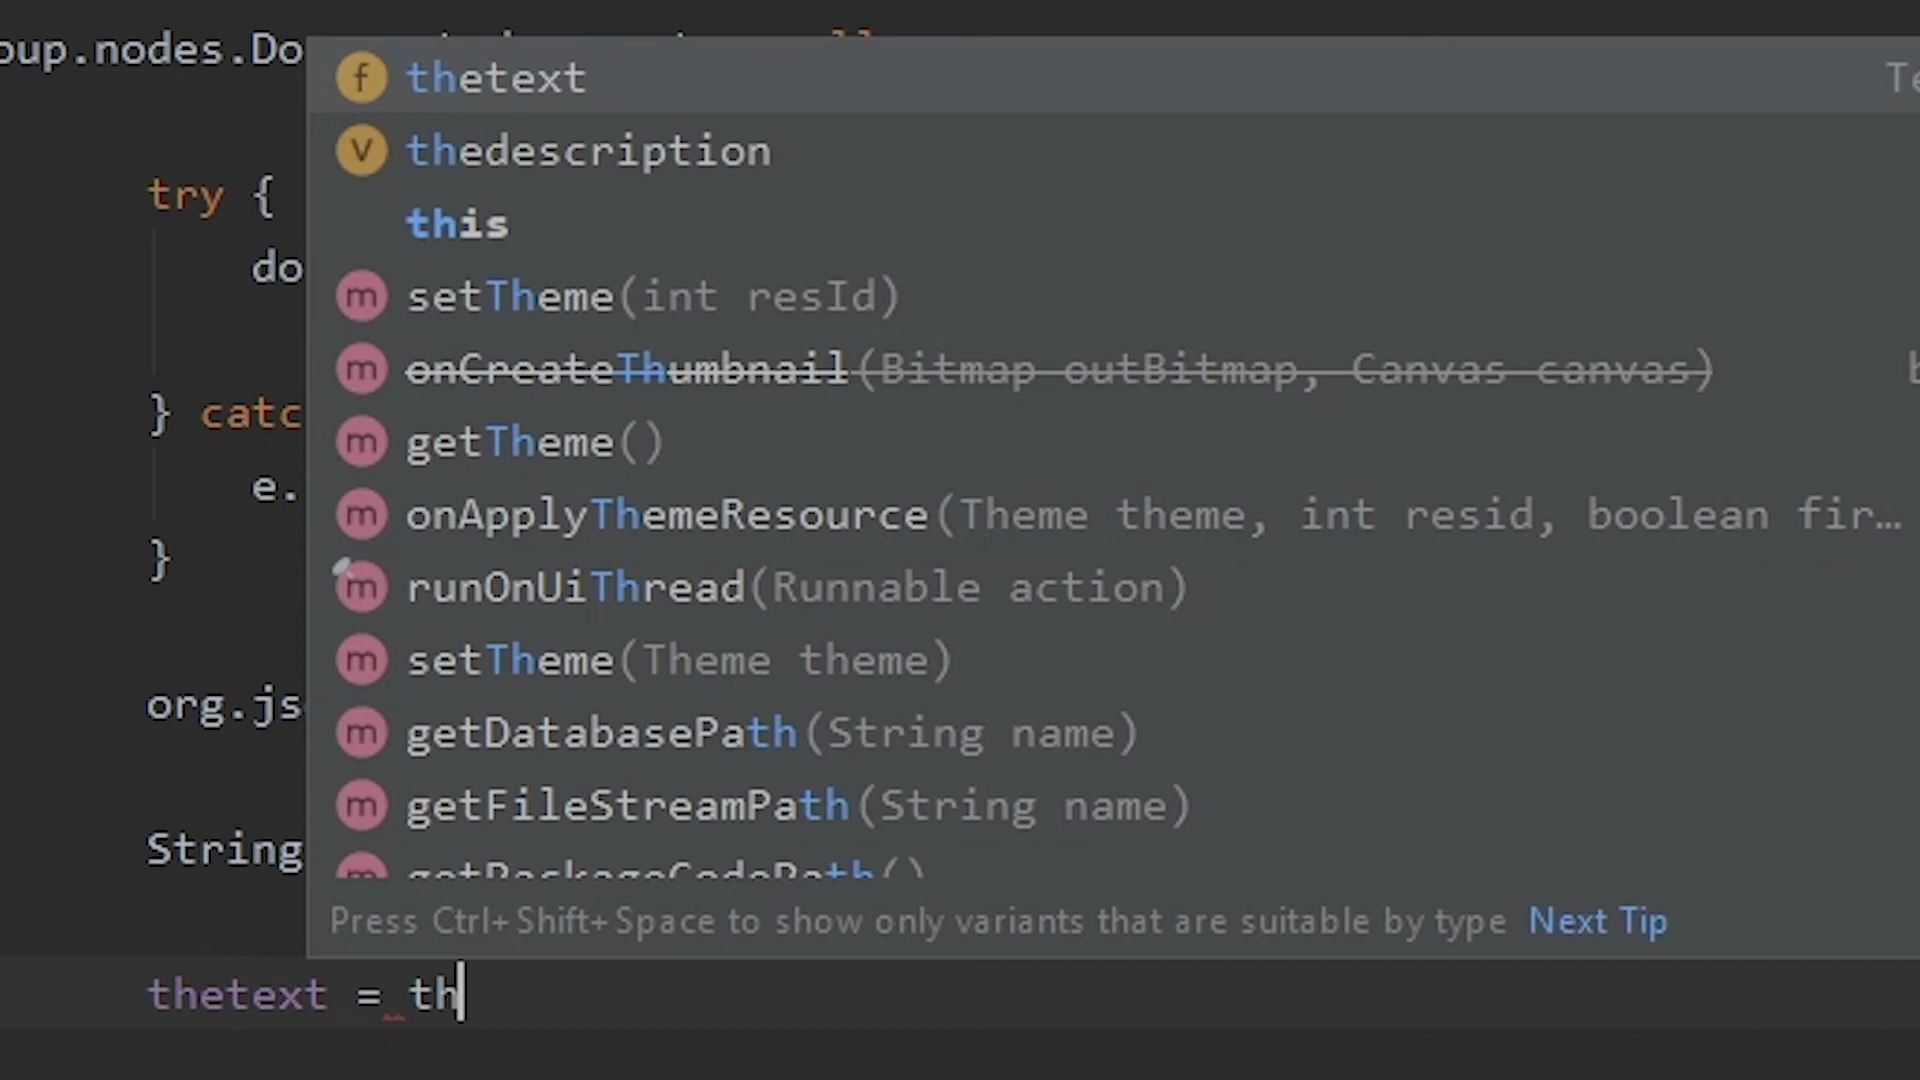 oup.nodes.Do
f thetext Te
V thedescription
try {
this
do
m setTheme(int resId)
m onCreateThumbnail(Bitmap outBitmap, Canvas canvas) b
} catc
m getTheme()
e.
m onApplyThemeResource(Theme theme, int resid, boolean fir…
}
m runOnUiThread(Runnable action)
m setTheme(Theme theme)
org.js
m getDatabasePath(String name)
m getFileStreamPath(String name)
String
m getPackageCodePath()
Press Ctrl+Shift+Space to show only variants that are suitable by type Next Tip
thetext = th